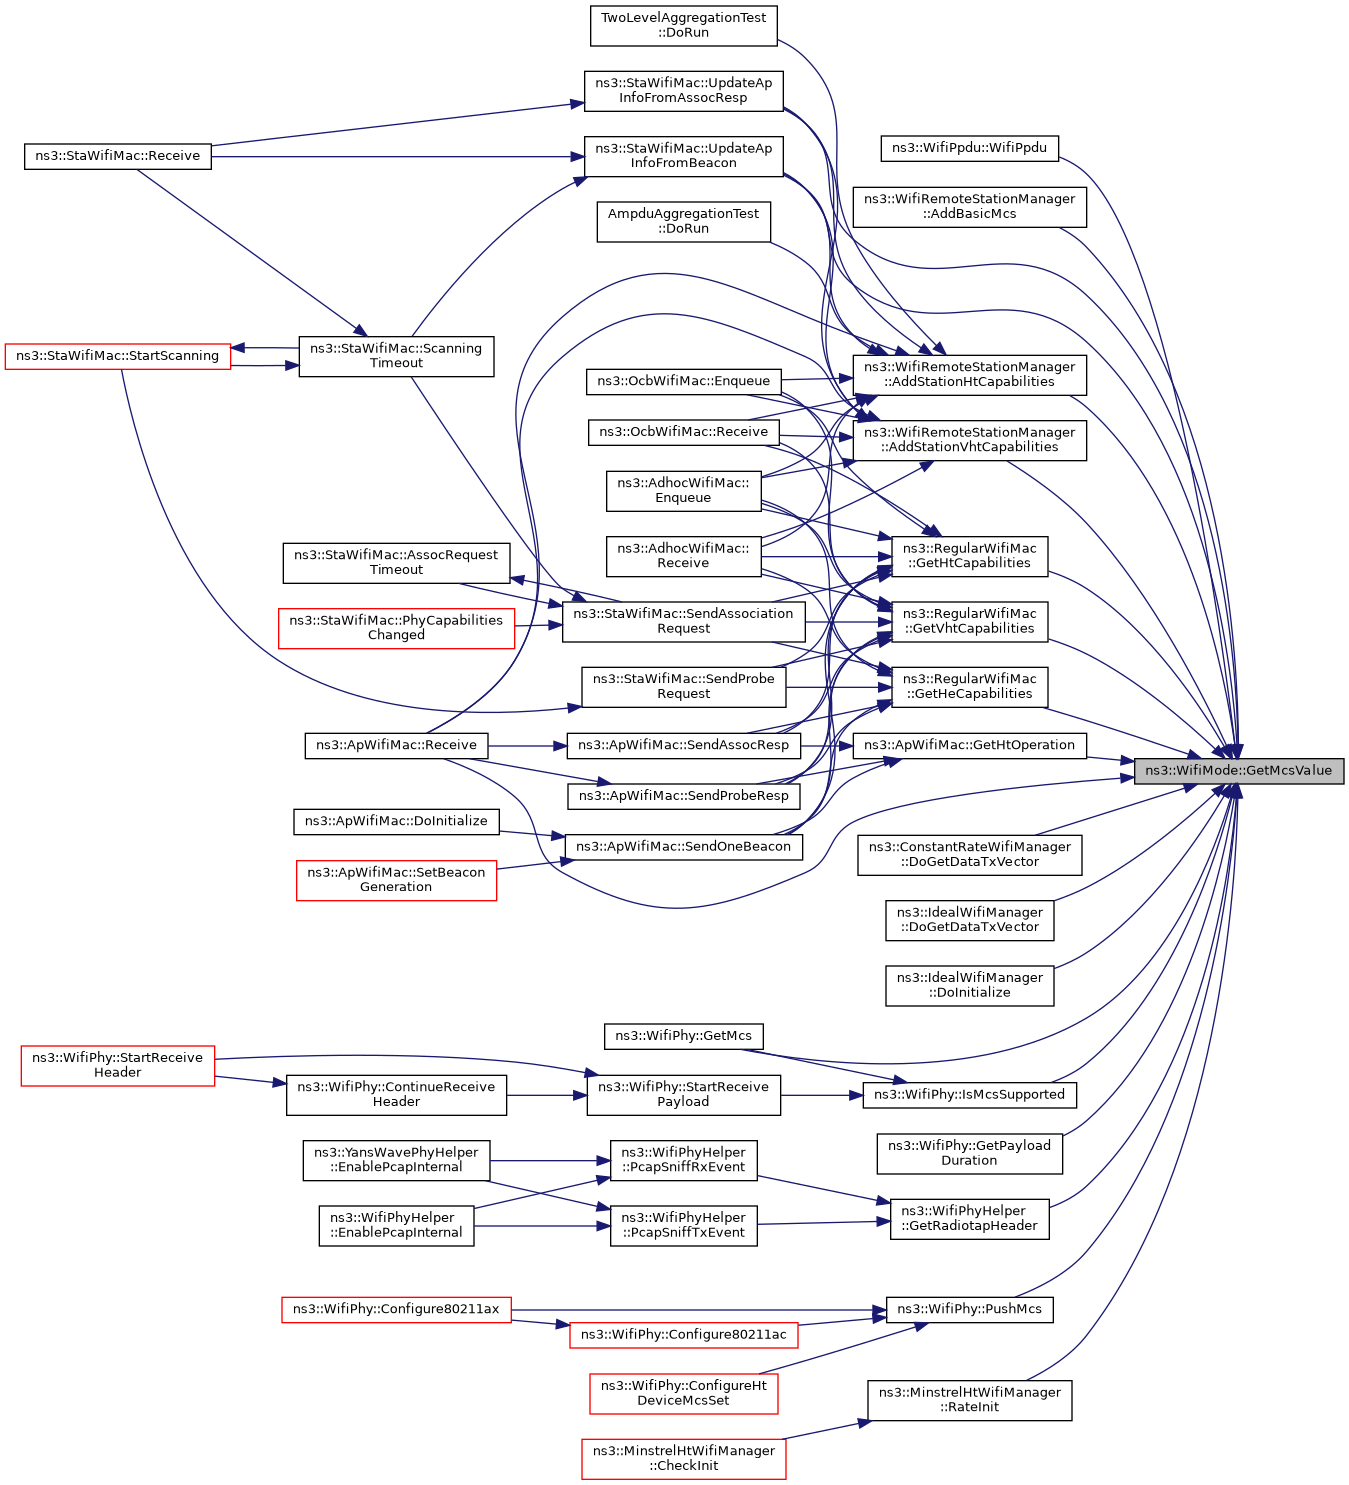 TwoLevelAggregationTest
::DoRun
ns3::StaWifiMac::UpdateAp
InfoFromAssocResp
ns3::StaWifiMac::Receive
ns3::StaWifiMac::UpdateAp
InfoFromBeacon
ns3::WifiPpdu::WifiPpdu
ns3::WifiRemoteStationManager
::AddBasicMcs
AmpduAggregationTest
::DoRun
ns3::StaWifiMac::StartScanning
ns3::StaWifiMac::Scanning
Timeout
ns3::WifiRemoteStationManager
::AddStationHtCapabilities
ns3::OcbWifiMac::Enqueue
ns3::OcbWifiMac::Receive
ns3::WifiRemoteStationManager
::AddStationVhtCapabilities
ns3::AdhocWifiMac::
Enqueue
ns3::AdhocWifiMac::
Receive
ns3::RegularWifiMac
::GetHtCapabilities
ns3::StaWifiMac::AssocRequest
Timeout
ns3::StaWifiMac::PhyCapabilities
Changed
ns3::StaWifiMac::SendAssociation
Request
ns3::RegularWifiMac
::GetVhtCapabilities
ns3::StaWifiMac::SendProbe
Request
ns3::RegularWifiMac
::GetHeCapabilities
ns3::ApWifiMac::Receive
ns3::ApWifiMac::SendAssocResp
ns3::ApWifiMac::GetHtOperation
ns3::WifiMode::GetMcsValue
ns3::ApWifiMac::SendProbeResp
ns3::ApWifiMac::DoInitialize
ns3::ApWifiMac::SendOneBeacon
ns3::ConstantRateWifiManager
::DoGetDataTxVector
ns3::ApWifiMac::SetBeacon
Generation
ns3::IdealWifiManager
::DoGetDataTxVector
ns3::IdealWifiManager
::DoInitialize
ns3::WifiPhy::GetMcs
ns3::WifiPhy::StartReceive
Header
ns3::WifiPhy::ContinueReceive
Header
ns3::WifiPhy::StartReceive
Payload
ns3::WifiPhy::IsMcsSupported
ns3::WifiPhy::GetPayload
Duration
ns3::YansWavePhyHelper
::EnablePcapInternal
ns3::WifiPhyHelper
::PcapSniffRxEvent
ns3::WifiPhyHelper
::EnablePcapInternal
ns3::WifiPhyHelper
::PcapSniffTxEvent
ns3::WifiPhyHelper
::GetRadiotapHeader
ns3::WifiPhy::Configure80211ax
ns3::WifiPhy::PushMcs
ns3::WifiPhy::Configure80211ac
ns3::WifiPhy::ConfigureHt
DeviceMcsSet
ns3::MinstrelHtWifiManager
::RateInit
ns3::MinstrelHtWifiManager
::CheckInit